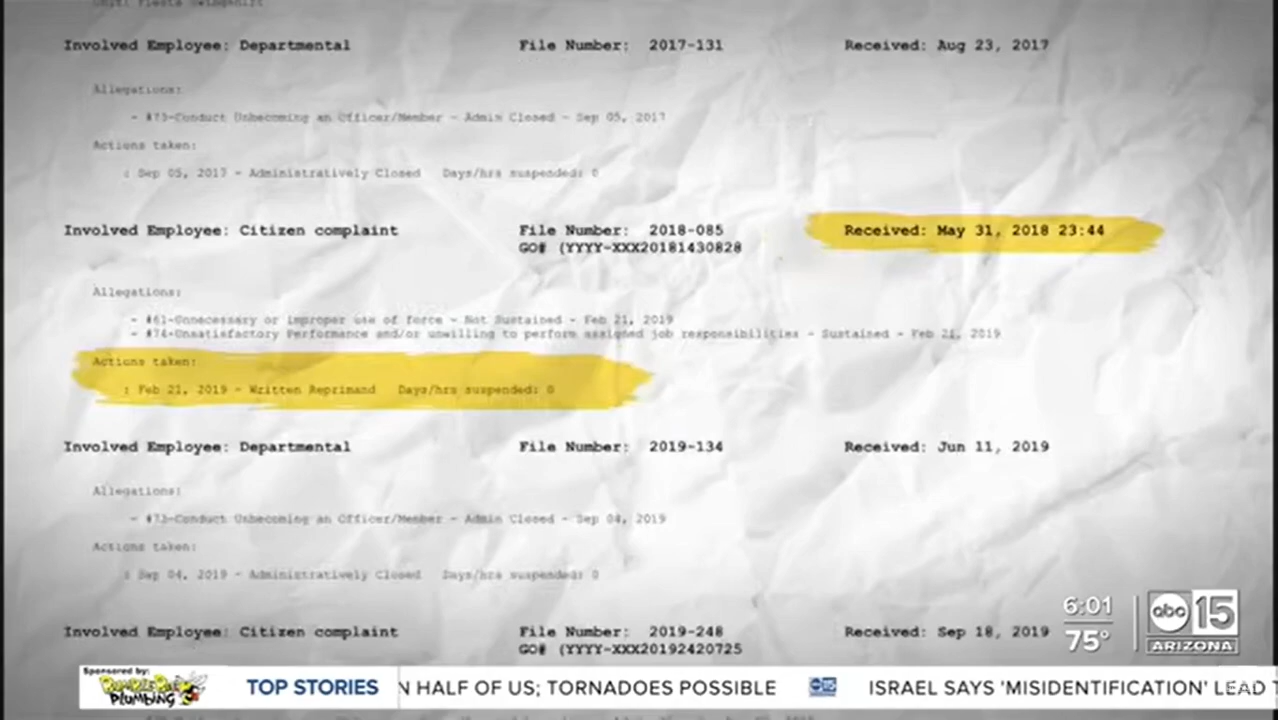 Involved Employee: Departmental File Number: 2017-131 Received: Aug 23, 2017
Allegations:
- #73-Conduct Unbecoming an Officer/Member - Admin Closed - Sep 05, 2017
Actions taken:
: Sep 05, 2017 - Administratively Closed Days/hrs suspended: 0
Involved Employee: Citizen complaint File Number: 2018-085 Received: May 31, 2018 23:44
GO# (YYYY-XXX20181430828
Allegations:
- #61-Unnecessary or improper use of force - Not Sustained - Feb 21, 2019
- #74-Unsatisfactory Performance and/or unwilling to perform assigned job responsibilities - Sustained - Feb 21, 2019
Actions taken:
: Feb 21, 2019 - Written Reprimand Days/hrs suspended: 0
Involved Employee: Departmental File Number: 2019-134 Received: Jun 11, 2019
Allegations:
- #73-Conduct Unbecoming an Officer/Member - Admin Closed - Sep 04, 2019
Actions taken:
: Sep 04, 2019 - Administratively Closed Days/hrs suspended: 0
6:01
75°
abc 15
ARIZONA
Involved Employee: Citizen complaint File Number: 2019-248 Received: Sep 18, 2019
GO# (YYYY-XXX20192420725
Sponsored by:
PLUMBING
TOP STORIES N HALF OF US; TORNADOES POSSIBLE abc 15 ISRAEL SAYS 'MISIDENTIFICATION' LEAD T